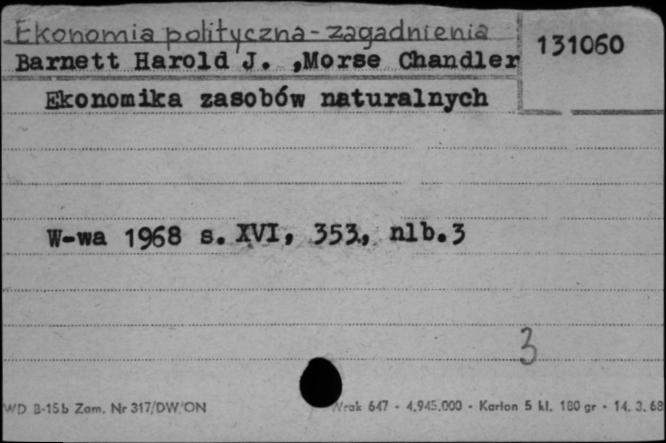 Ekonomia polityczna - zagadnienia
131060
Barnett Harold J. ,Morse Chandler
Ekonomika zasobów naturalnych
W-wa 1968 s. XVI, 353., nlb.3
3
WD B-15b Zam. Nr 317/DW/ON
Wrak 647 - 4.945.000 - Karton 5 kl. 180 gr - 14. 3. 68